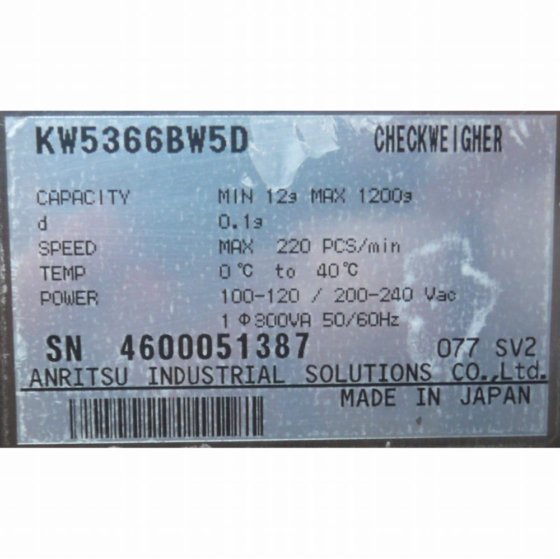 KW5366BW5D CHECKWEIGHER
CAPACITY MIN 12g MAX 1200g
d 0.1g
SPEED MAX 220 PCS/min
TEMP 0℃ to 40℃
POWER 100-120 / 200-240 Vac
1 Φ300VA 50/60Hz
SN 4600051387 077 SV2
ANRITSU INDUSTRIAL SOLUTIONS CO.,Ltd.
MADE IN JAPAN